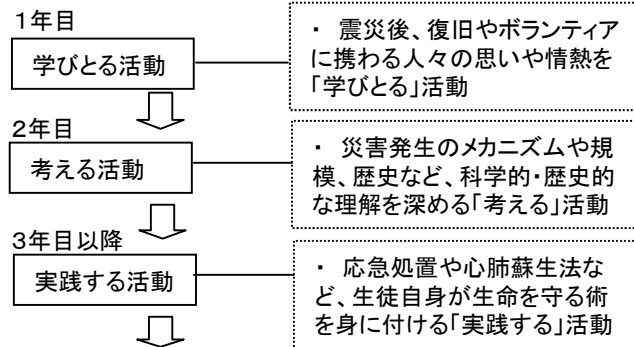 1年目
学びとる活動
・ 震災後、復旧やボランティア
に携わる人々の思いや情熱を
「学びとる」活動
2年目
考える活動
・ 災害発生のメカニズムや規
模、歴史など、科学的・歴史的
な理解を深める「考える」活動
3年目以降
実践する活動
・ 応急処置や心肺蘇生法な
ど、生徒自身が生命を守る術
を身に付ける「実践する」活動